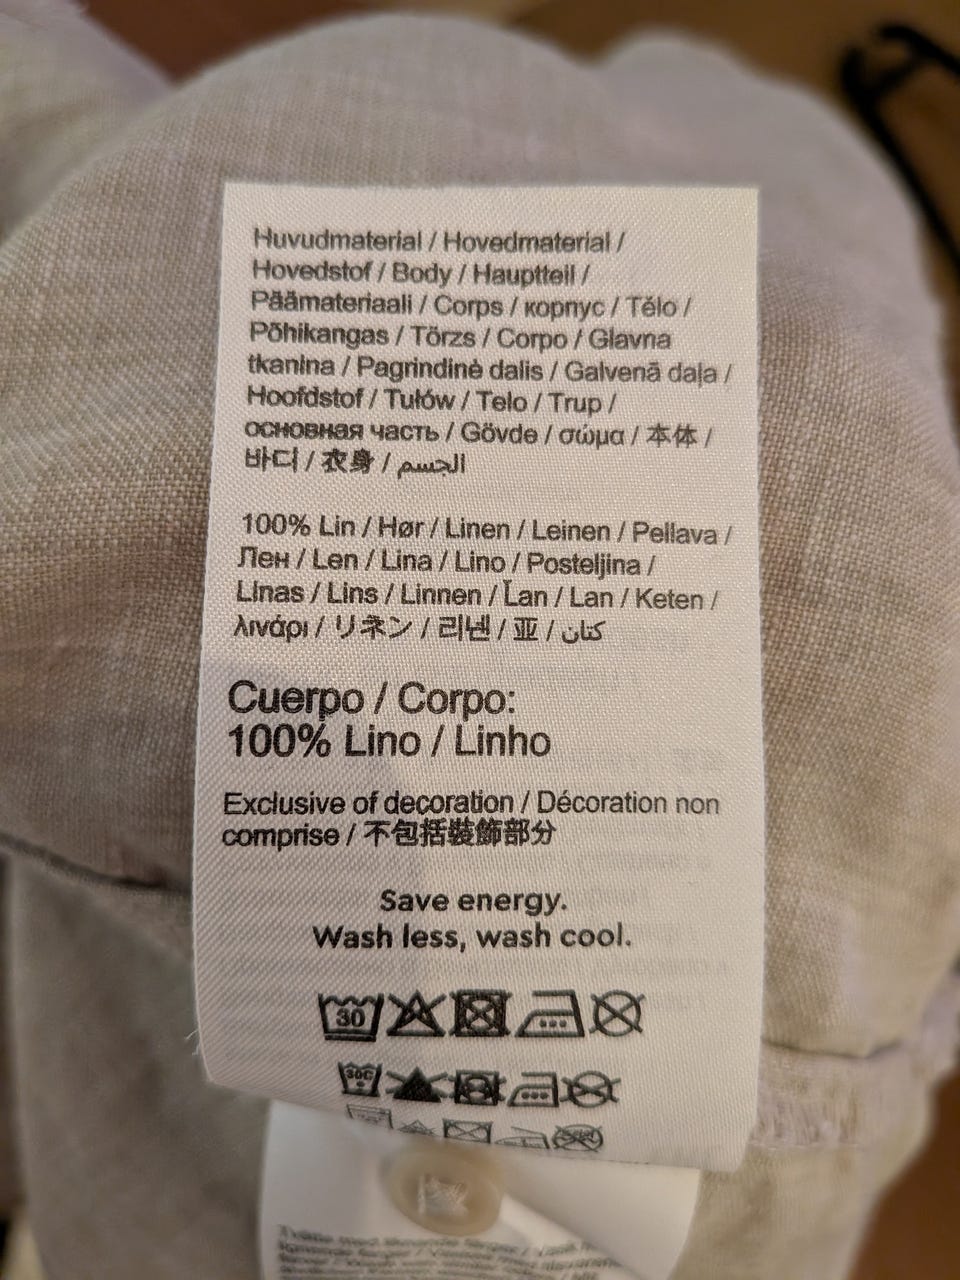 Huvudmaterial / Hovedmaterial /
Hovedstof / Body / Hauptteil /
Päämateriaali / Corps / корпус / Tělo /
Põhikangas / Törzs / Corpo / Glavna
tkanina / Pagrindinė dalis / Galvenā daļa /
Hoofdstof / Tułów / Telo / Trup /
основная часть / Gövde / σώμα / 本体 /
바디 / 衣身 / الجسم
100% Lin / Hør / Linen / Leinen / Pellava /
Лен / Len / Lina / Lino / Posteljina /
Linas / Lins / Linnen / Ľan / Lan / Keten /
λινάρι / リネン / 리넨 / 亚 / كتان
Cuerpo / Corpo:
100% Lino / Linho
Exclusive of decoration / Décoration non
comprise / 不包括裝飾部分
Save energy.
Wash less, wash cool.
30
30C